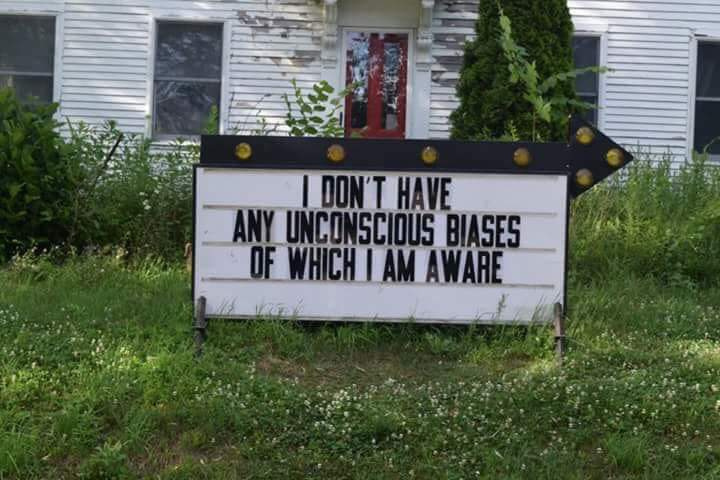 I DON'T HAVE
ANY UNCONSCIOUS BIASES
OF WHICH I AM AWARE